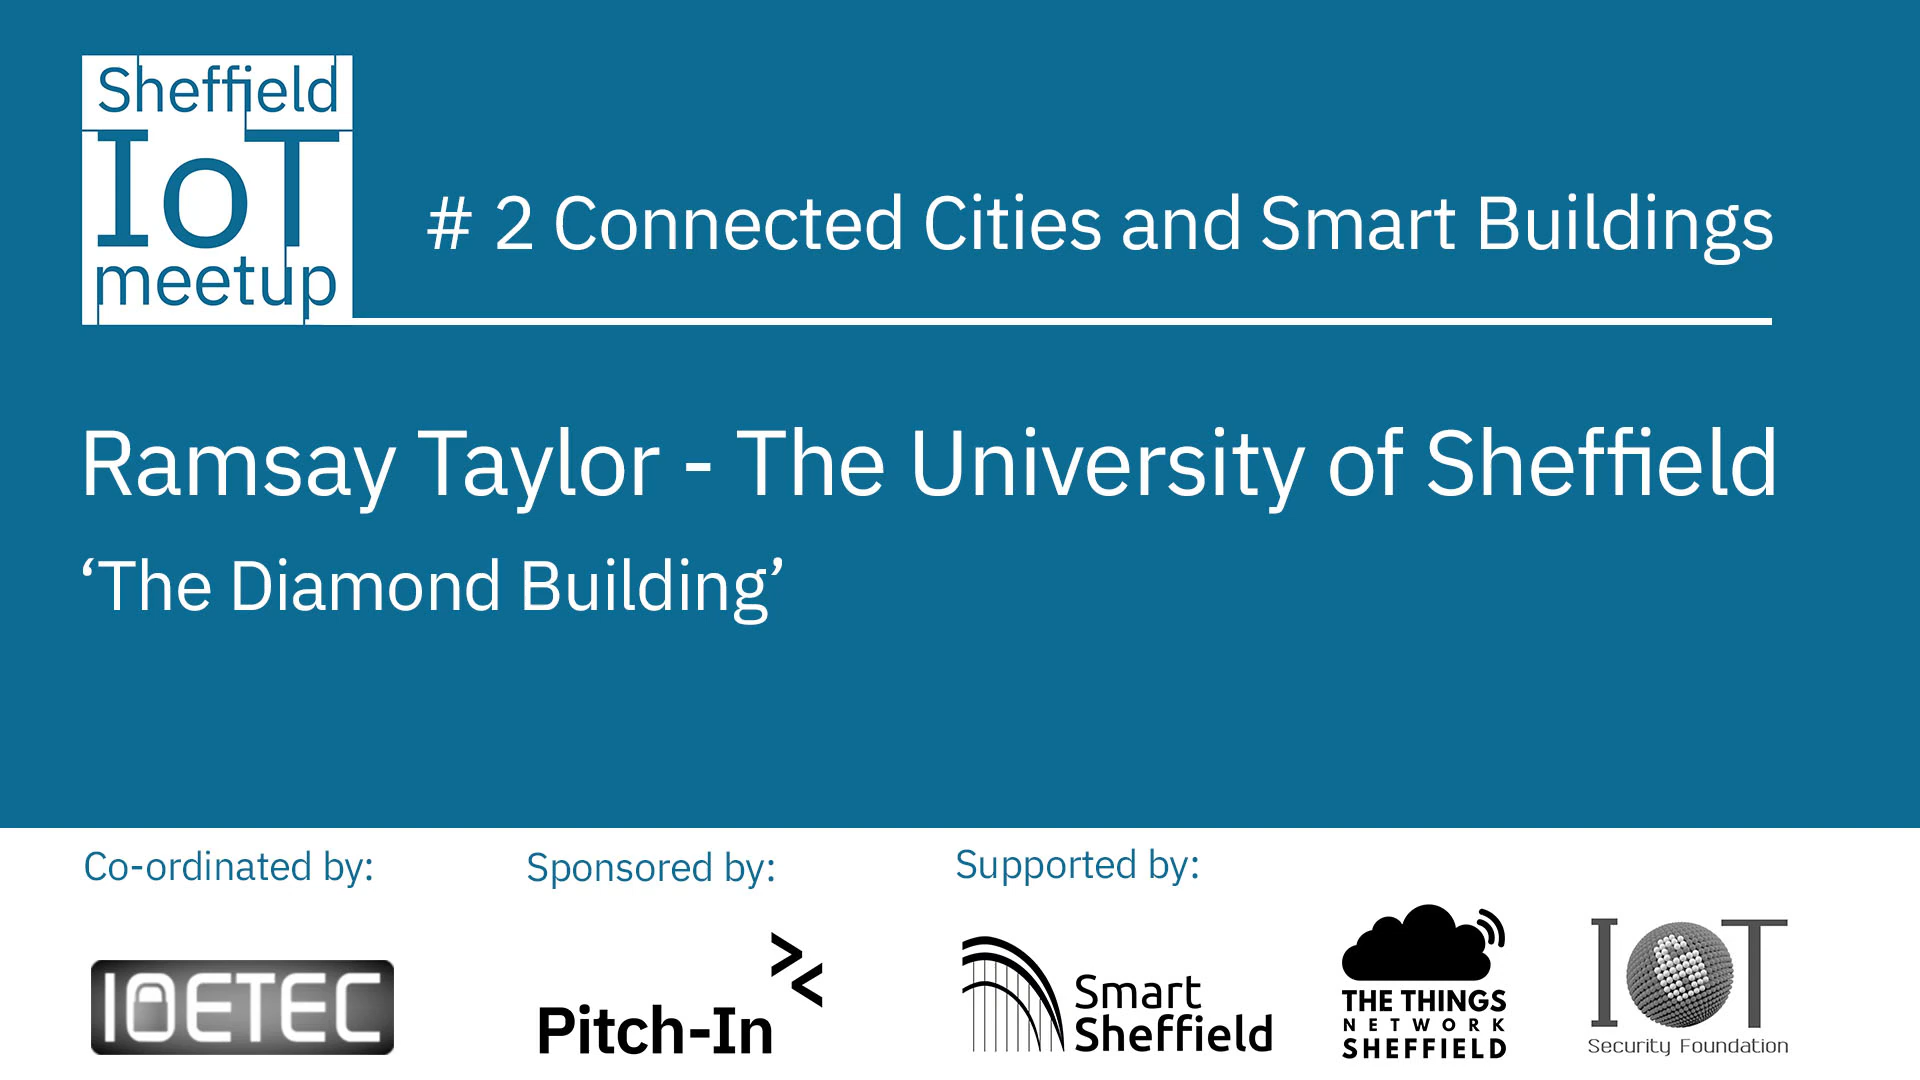 Sheffield
IoT
meetup
# 2 Connected Cities and Smart Buildings
Ramsay Taylor - The University of Sheffield
‘The Diamond Building’
Co-ordinated by:
Sponsored by:
Supported by:
IOETEC
Pitch-In
Smart
Sheffield
THE THINGS
NETWORK
SHEFFIELD
IOT
Security Foundation